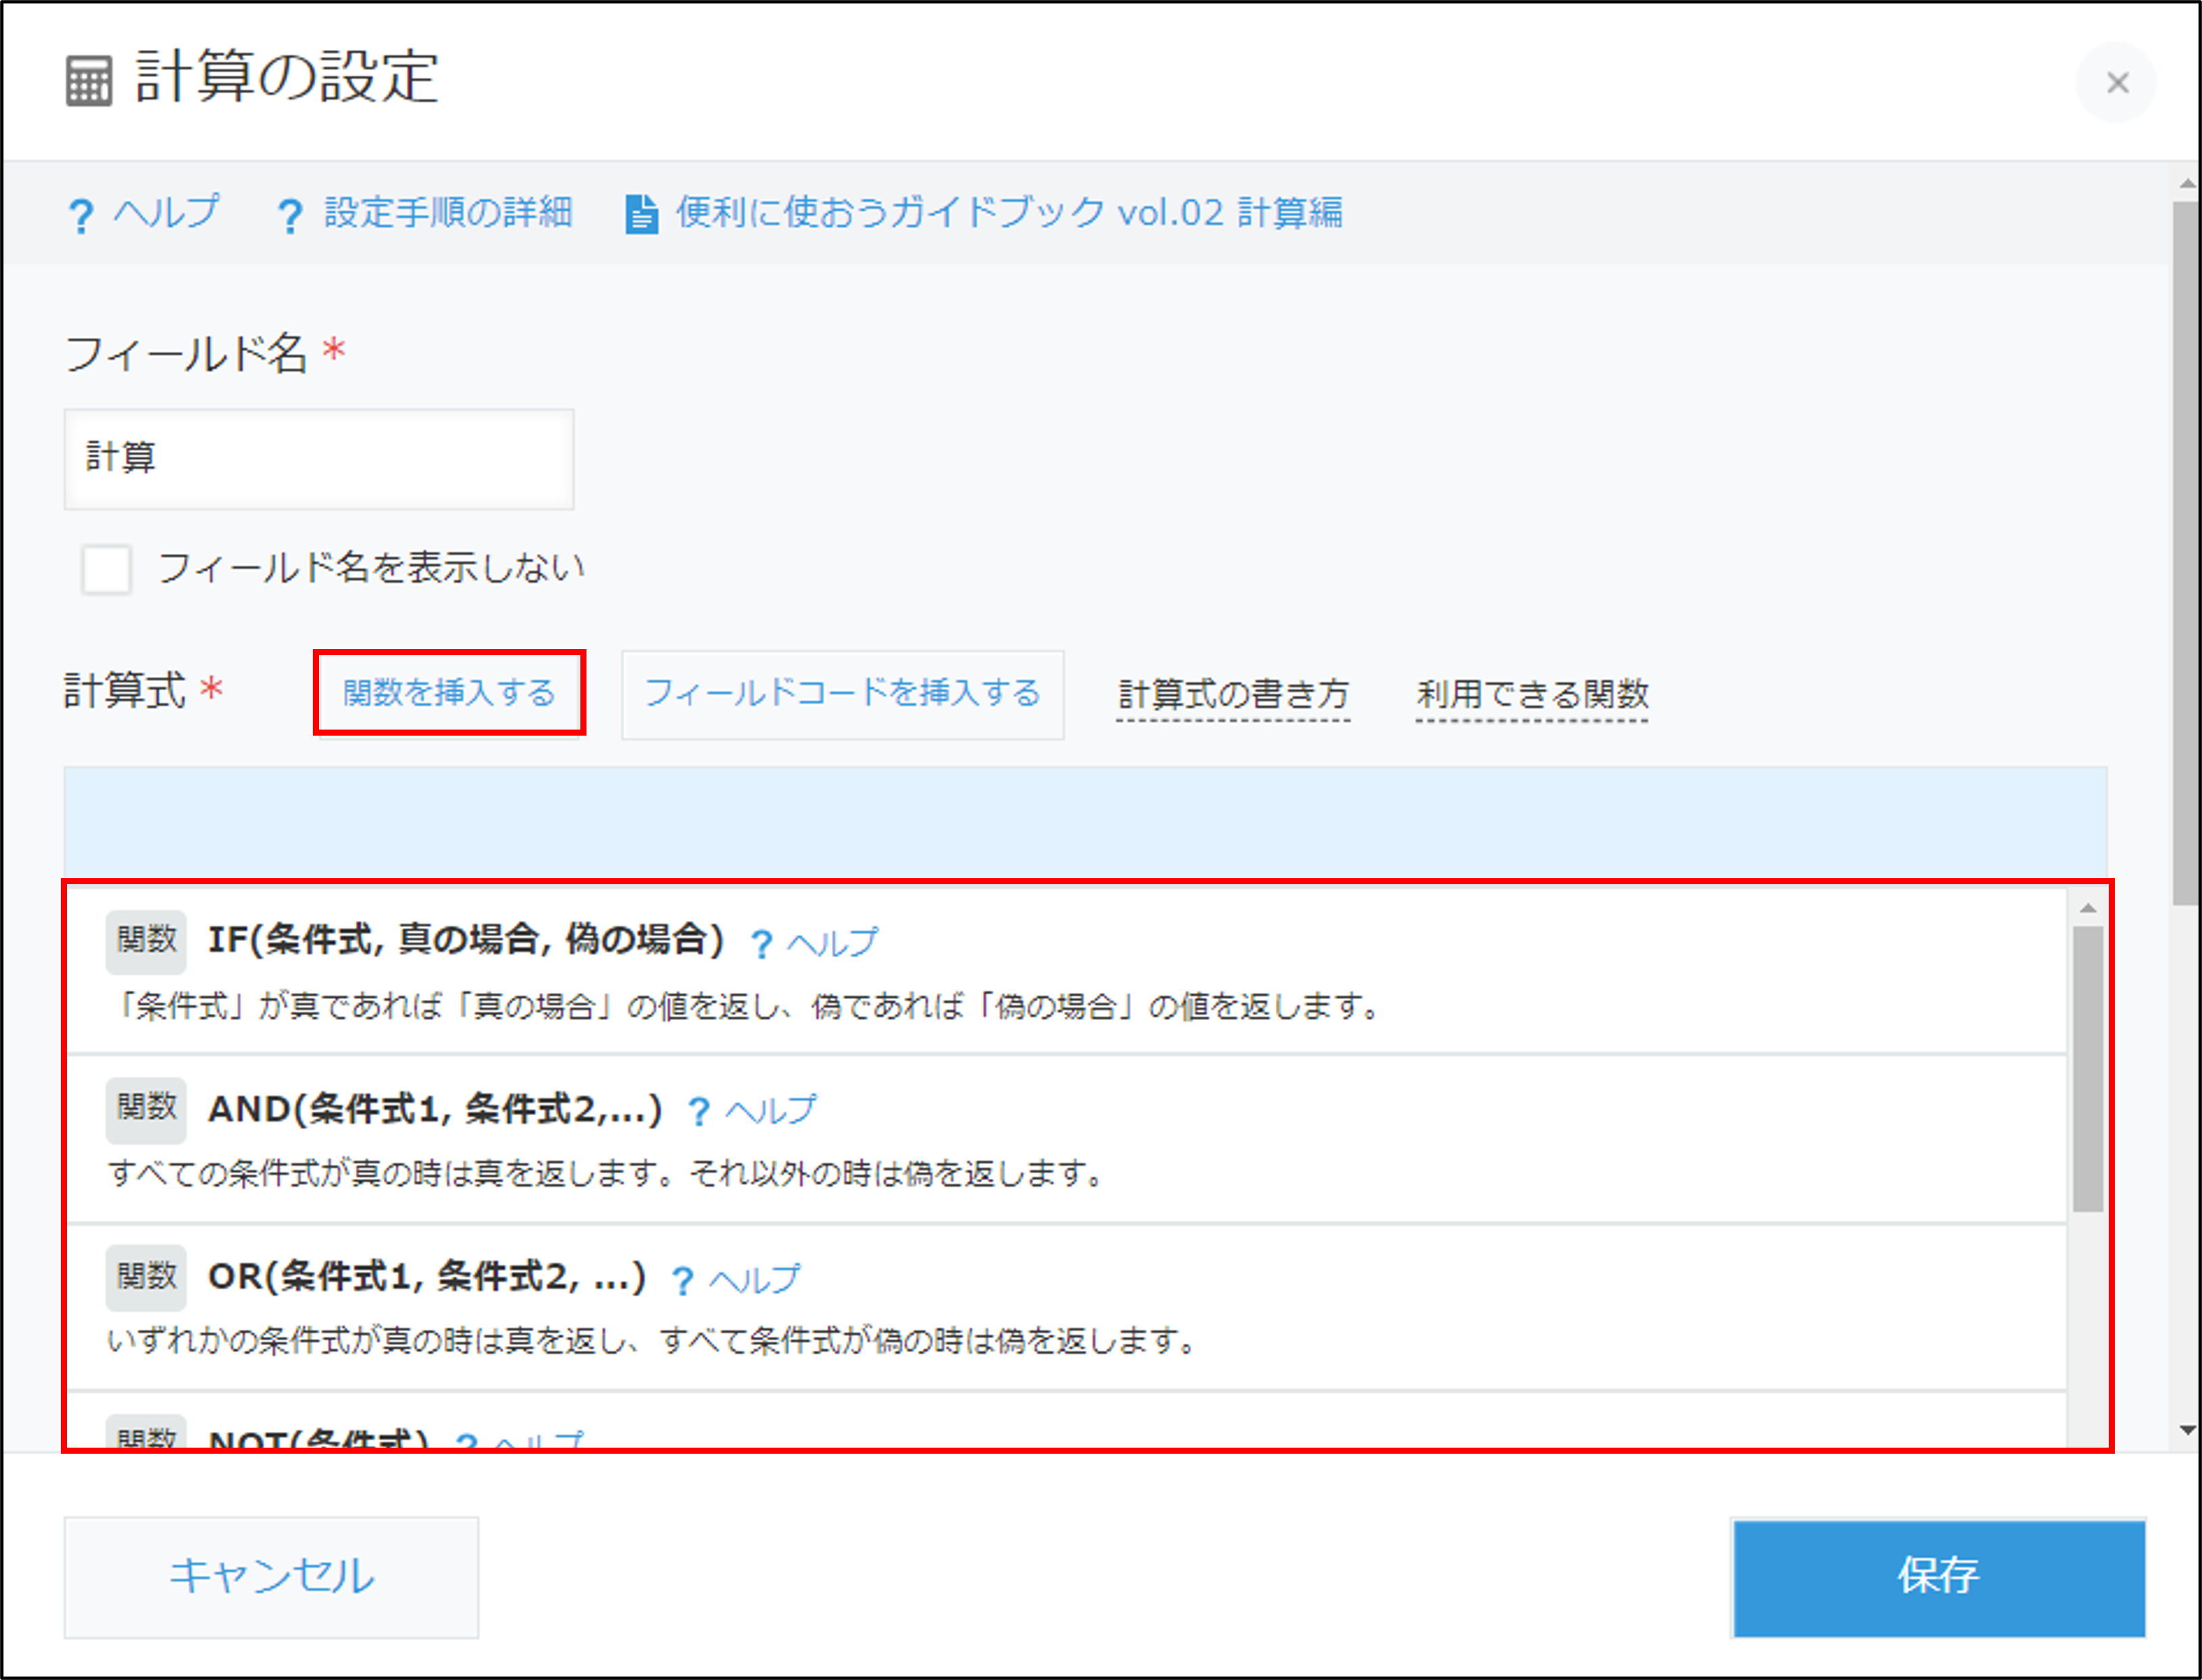 計算の設定
? ヘルプ ? 設定手順の詳細 便利に使おうガイドブック vol.02 計算編
フィールド名 *
計算
フィールド名を表示しない
計算式 * 関数を挿入する フィールドコードを挿入する 計算式の書き方 利用できる関数
関数 IF(条件式, 真の場合, 偽の場合) ? ヘルプ
「条件式」が真であれば「真の場合」の値を返し、偽であれば「偽の場合」の値を返します。
関数 AND(条件式1, 条件式2,...) ? ヘルプ
すべての条件式が真の時は真を返します。それ以外の時は偽を返します。
関数 OR(条件式1, 条件式2, ...) ? ヘルプ
いずれかの条件式が真の時は真を返し、すべて条件式が偽の時は偽を返します。
関数 NOT(条件式) ? ヘルプ
キャンセル 保存